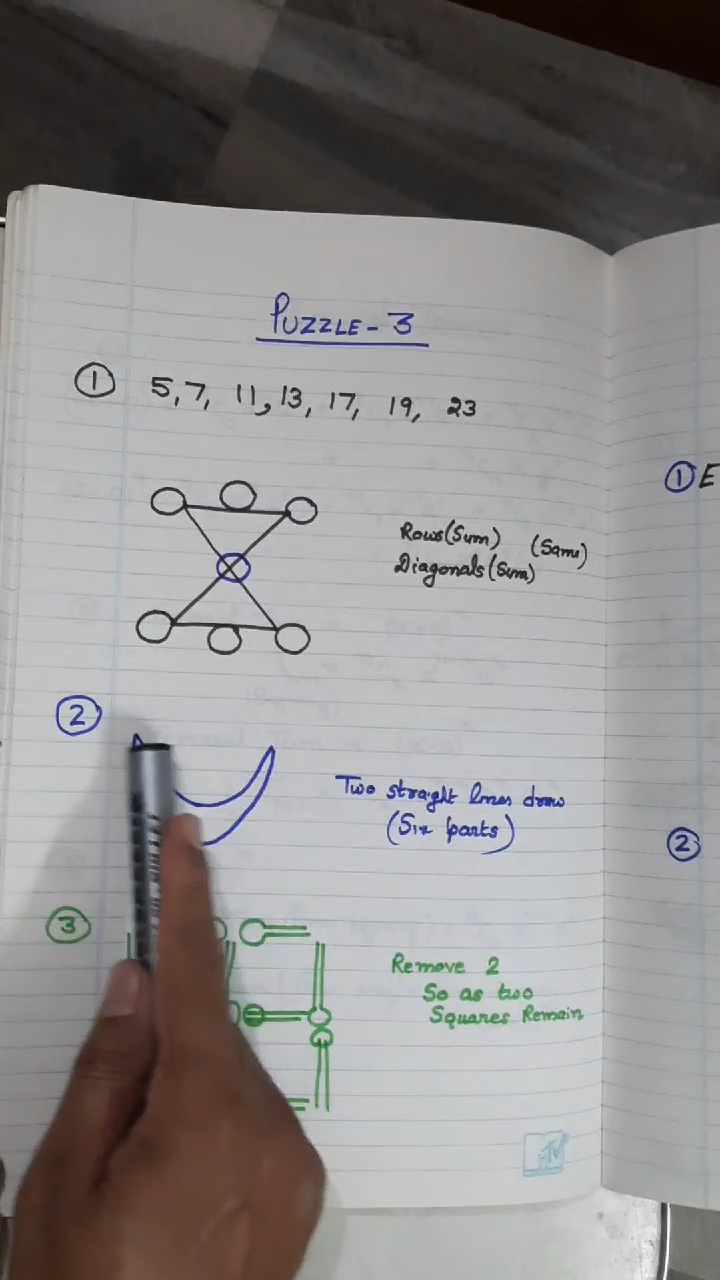 PUZZLE-3
① 5,7, 11,13, 17, 19, 23
Rows(Sum) (Same)
Diagonals(Sum)
②
Two straight lines draw
(Six parts)
③
Remove 2
So as two
Squares Remain
① E
②